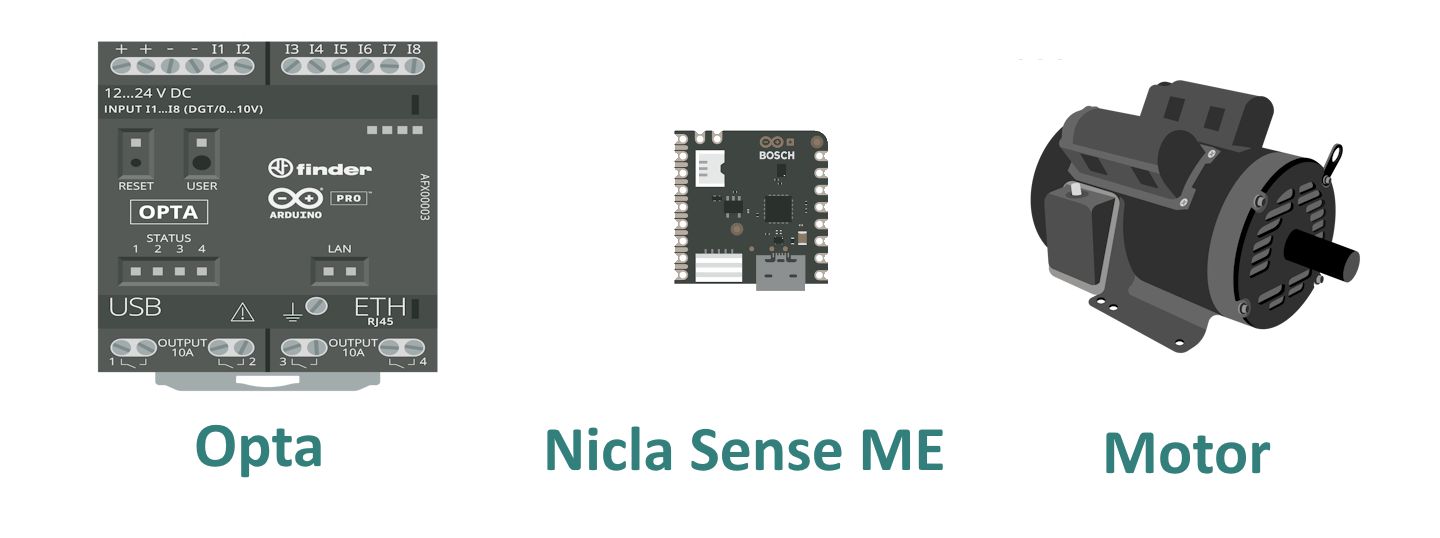 + + - - I1 I2 I3 I4 I5 I6 I7 I8
12...24 V DC
INPUT I1...I8 (DGT/0...10V)
RESET
USER
finder
ARDUINO
PRO™
AFX00003
OPTA
STATUS
1 2 3 4
LAN
USB
ETH
RJ45
OUTPUT
10A
1
2
OUTPUT
10A
3
4
BOSCH
Opta
Nicla Sense ME
Motor